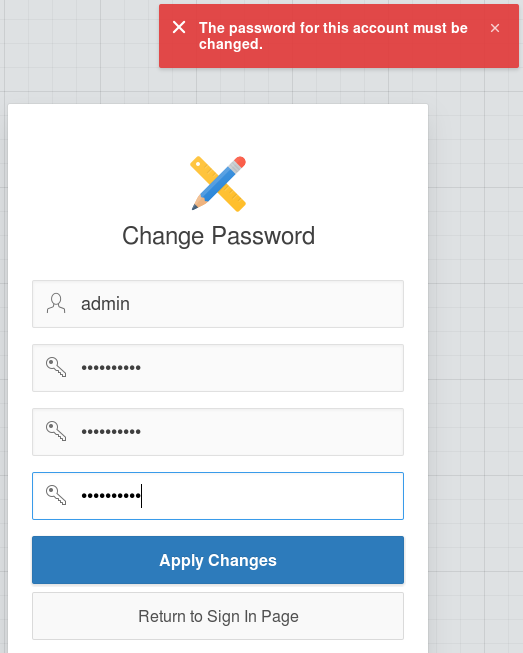 The password for this account must be
changed.
Change Password
admin
••••••••••
••••••••••
••••••••••
Apply Changes
Return to Sign In Page